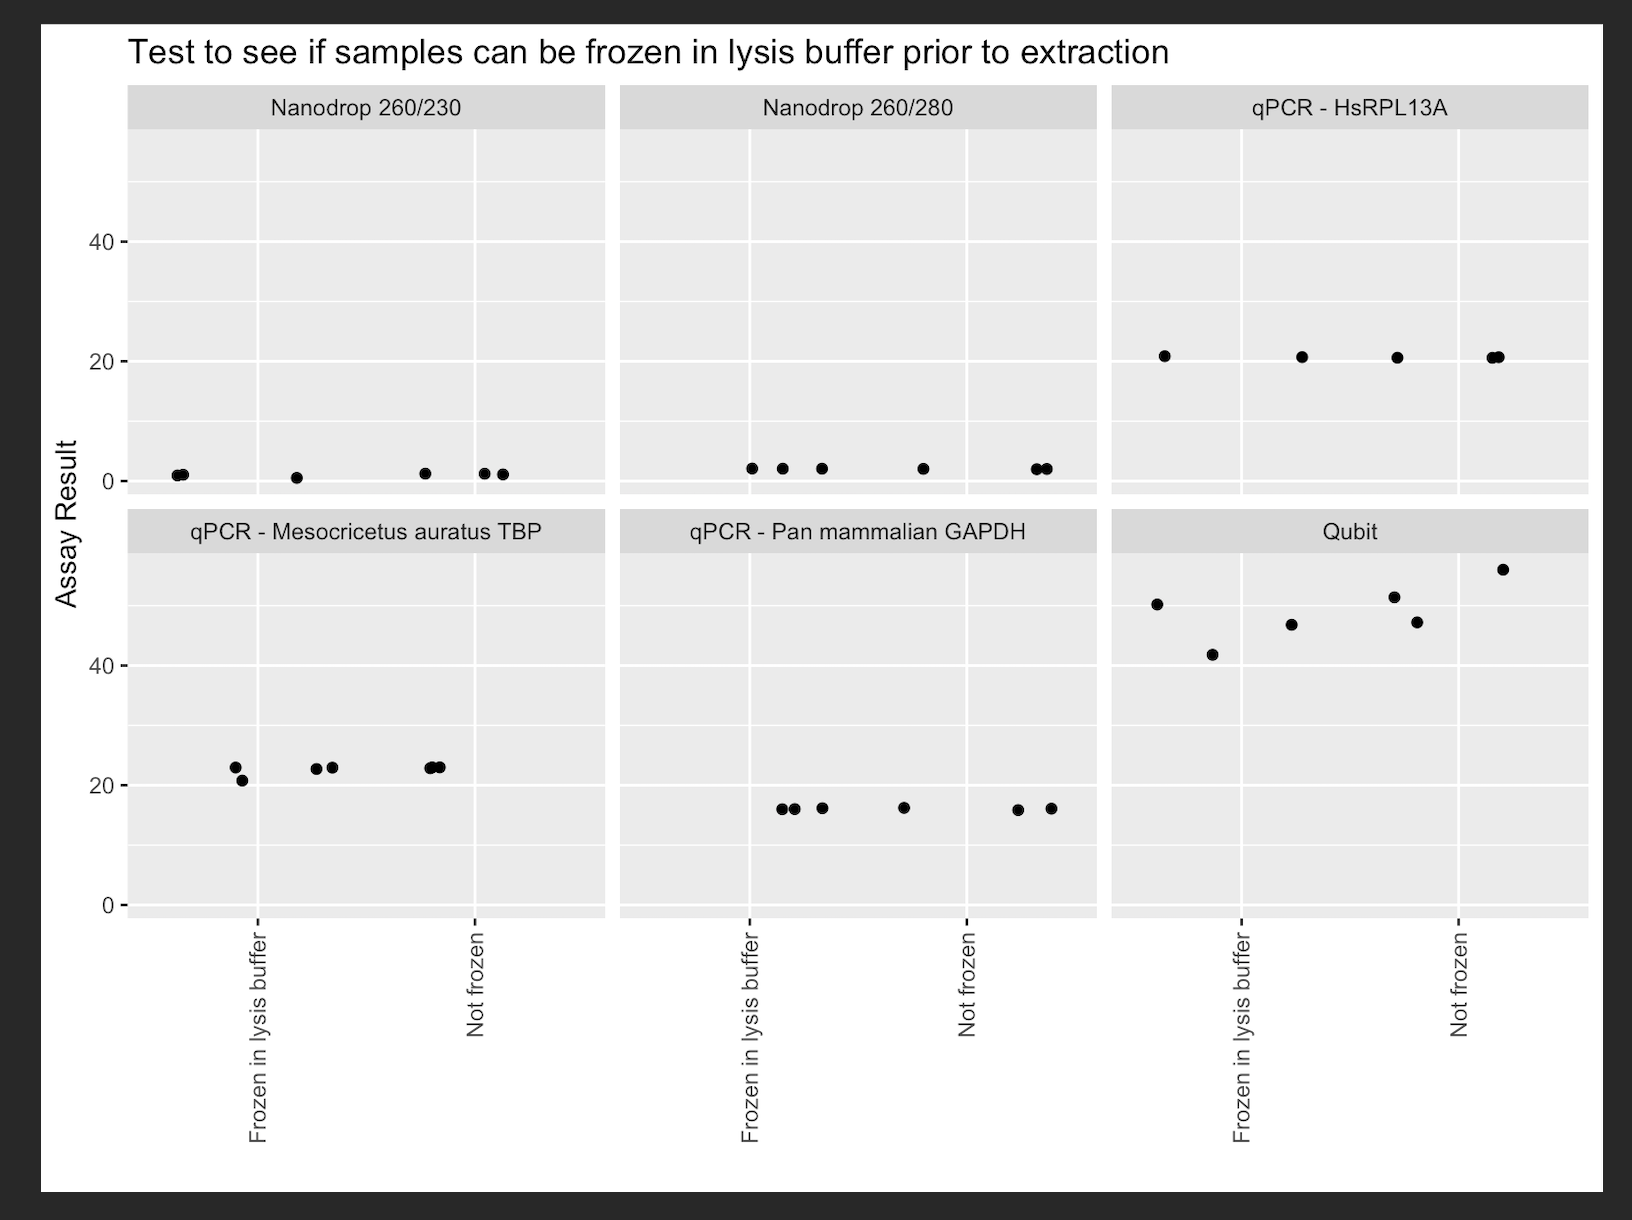 Test to see if samples can be frozen in lysis buffer prior to extraction
Nanodrop 260/230
Nanodrop 260/280
qPCR - HsRPL13A
40
20
0
Assay Result
qPCR - Mesocricetus auratus TBP
qPCR - Pan mammalian GAPDH
Qubit
40
20
0
Frozen in lysis buffer
Not frozen
Frozen in lysis buffer
Not frozen
Frozen in lysis buffer
Not frozen